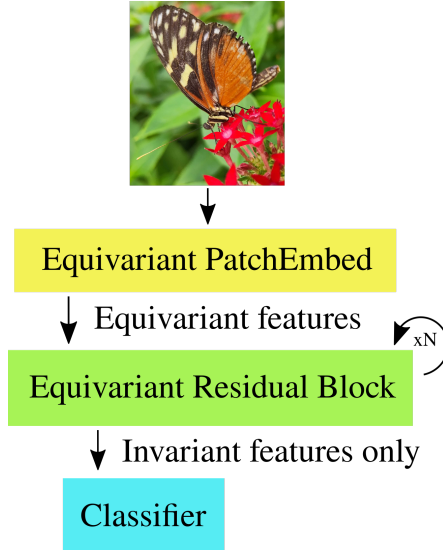 Equivariant PatchEmbed
Equivariant features
xN
Equivariant Residual Block
Invariant features only
Classifier